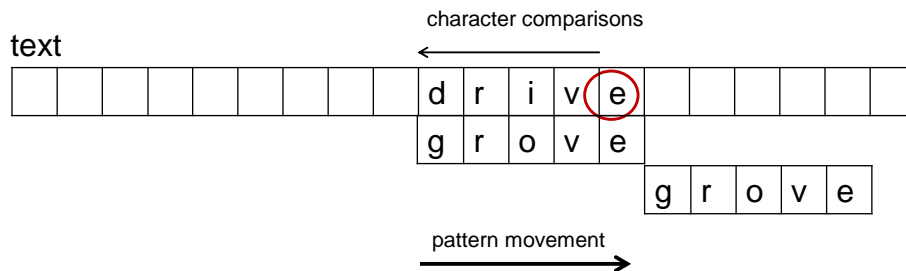 character comparisons
text
d r i v e
g r o v e
g r o v e
pattern movement